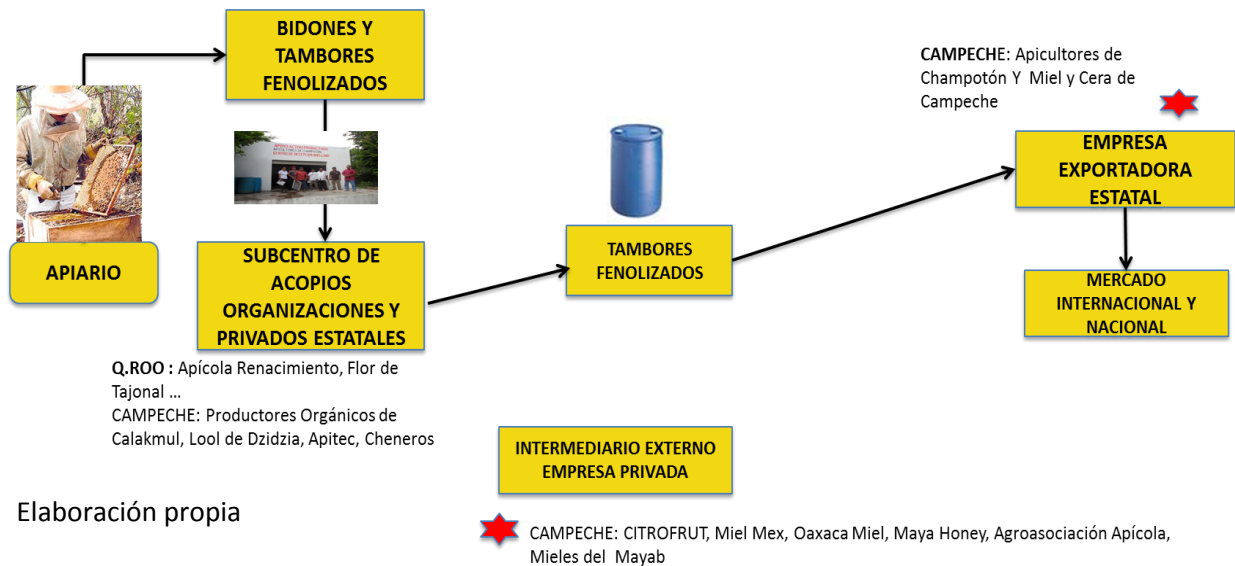 BIDONES Y
TAMBORES
FENOLIZADOS
APIARIO
SUBCENTRO DE
ACOPIOS
ORGANIZACIONES Y
PRIVADOS ESTATALES
Q.ROO : Apícola Renacimiento, Flor de
Tajonal ...
CAMPECHE: Productores Orgánicos de
Calakmul, Lool de Dzidzia, Apitec, Cheneros
TAMBORES
FENOLIZADOS
CAMPECHE: Apicultores de
Champotón Y Miel y Cera de
Campeche
EMPRESA
EXPORTADORA
ESTATAL
MERCADO
INTERNACIONAL Y
NACIONAL
INTERMEDIARIO EXTERNO
EMPRESA PRIVADA
CAMPECHE: CITROFRUT, Miel Mex, Oaxaca Miel, Maya Honey, Agroasociación Apícola,
Mieles del Mayab
Elaboración propia